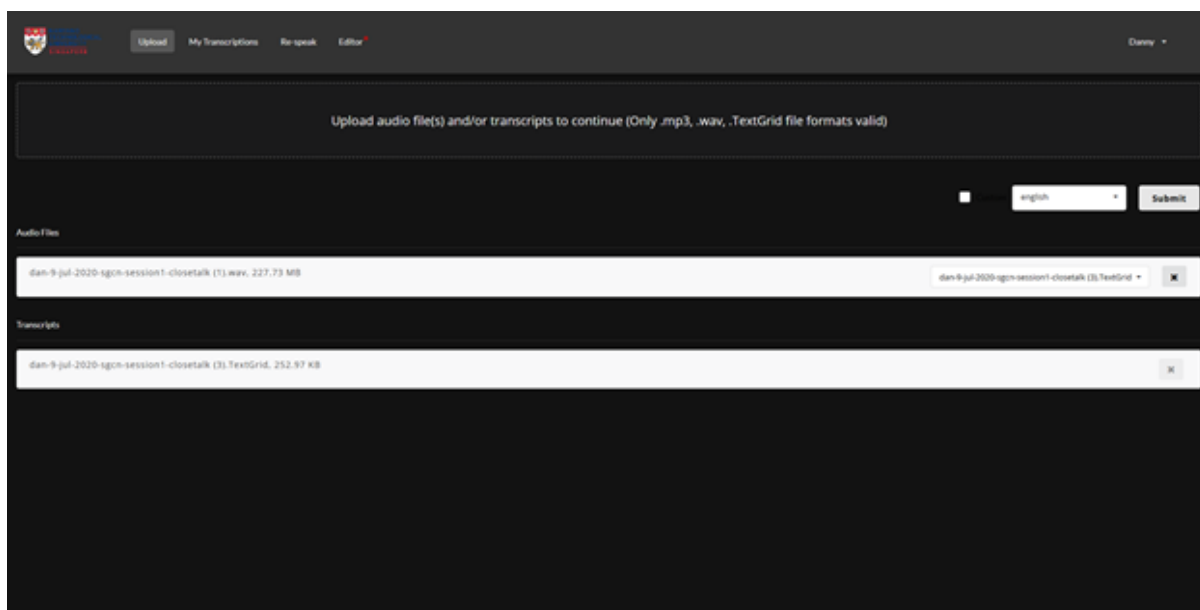 Upload My Transcriptions Re-speak Editor* Danny
Upload audio file(s) and/or transcripts to continue (Only .mp3, .wav, .TextGrid file formats valid)
english Submit
Audio Files
dan-9-jul-2020-sgcn-session1-closetalk (1).wav, 227.73 MB dan-9-jul-2020-sgcn-session1-closetalk (3).TextGrid
Transcripts
dan-9-jul-2020-sgcn-session1-closetalk (3).TextGrid, 252.97 KB